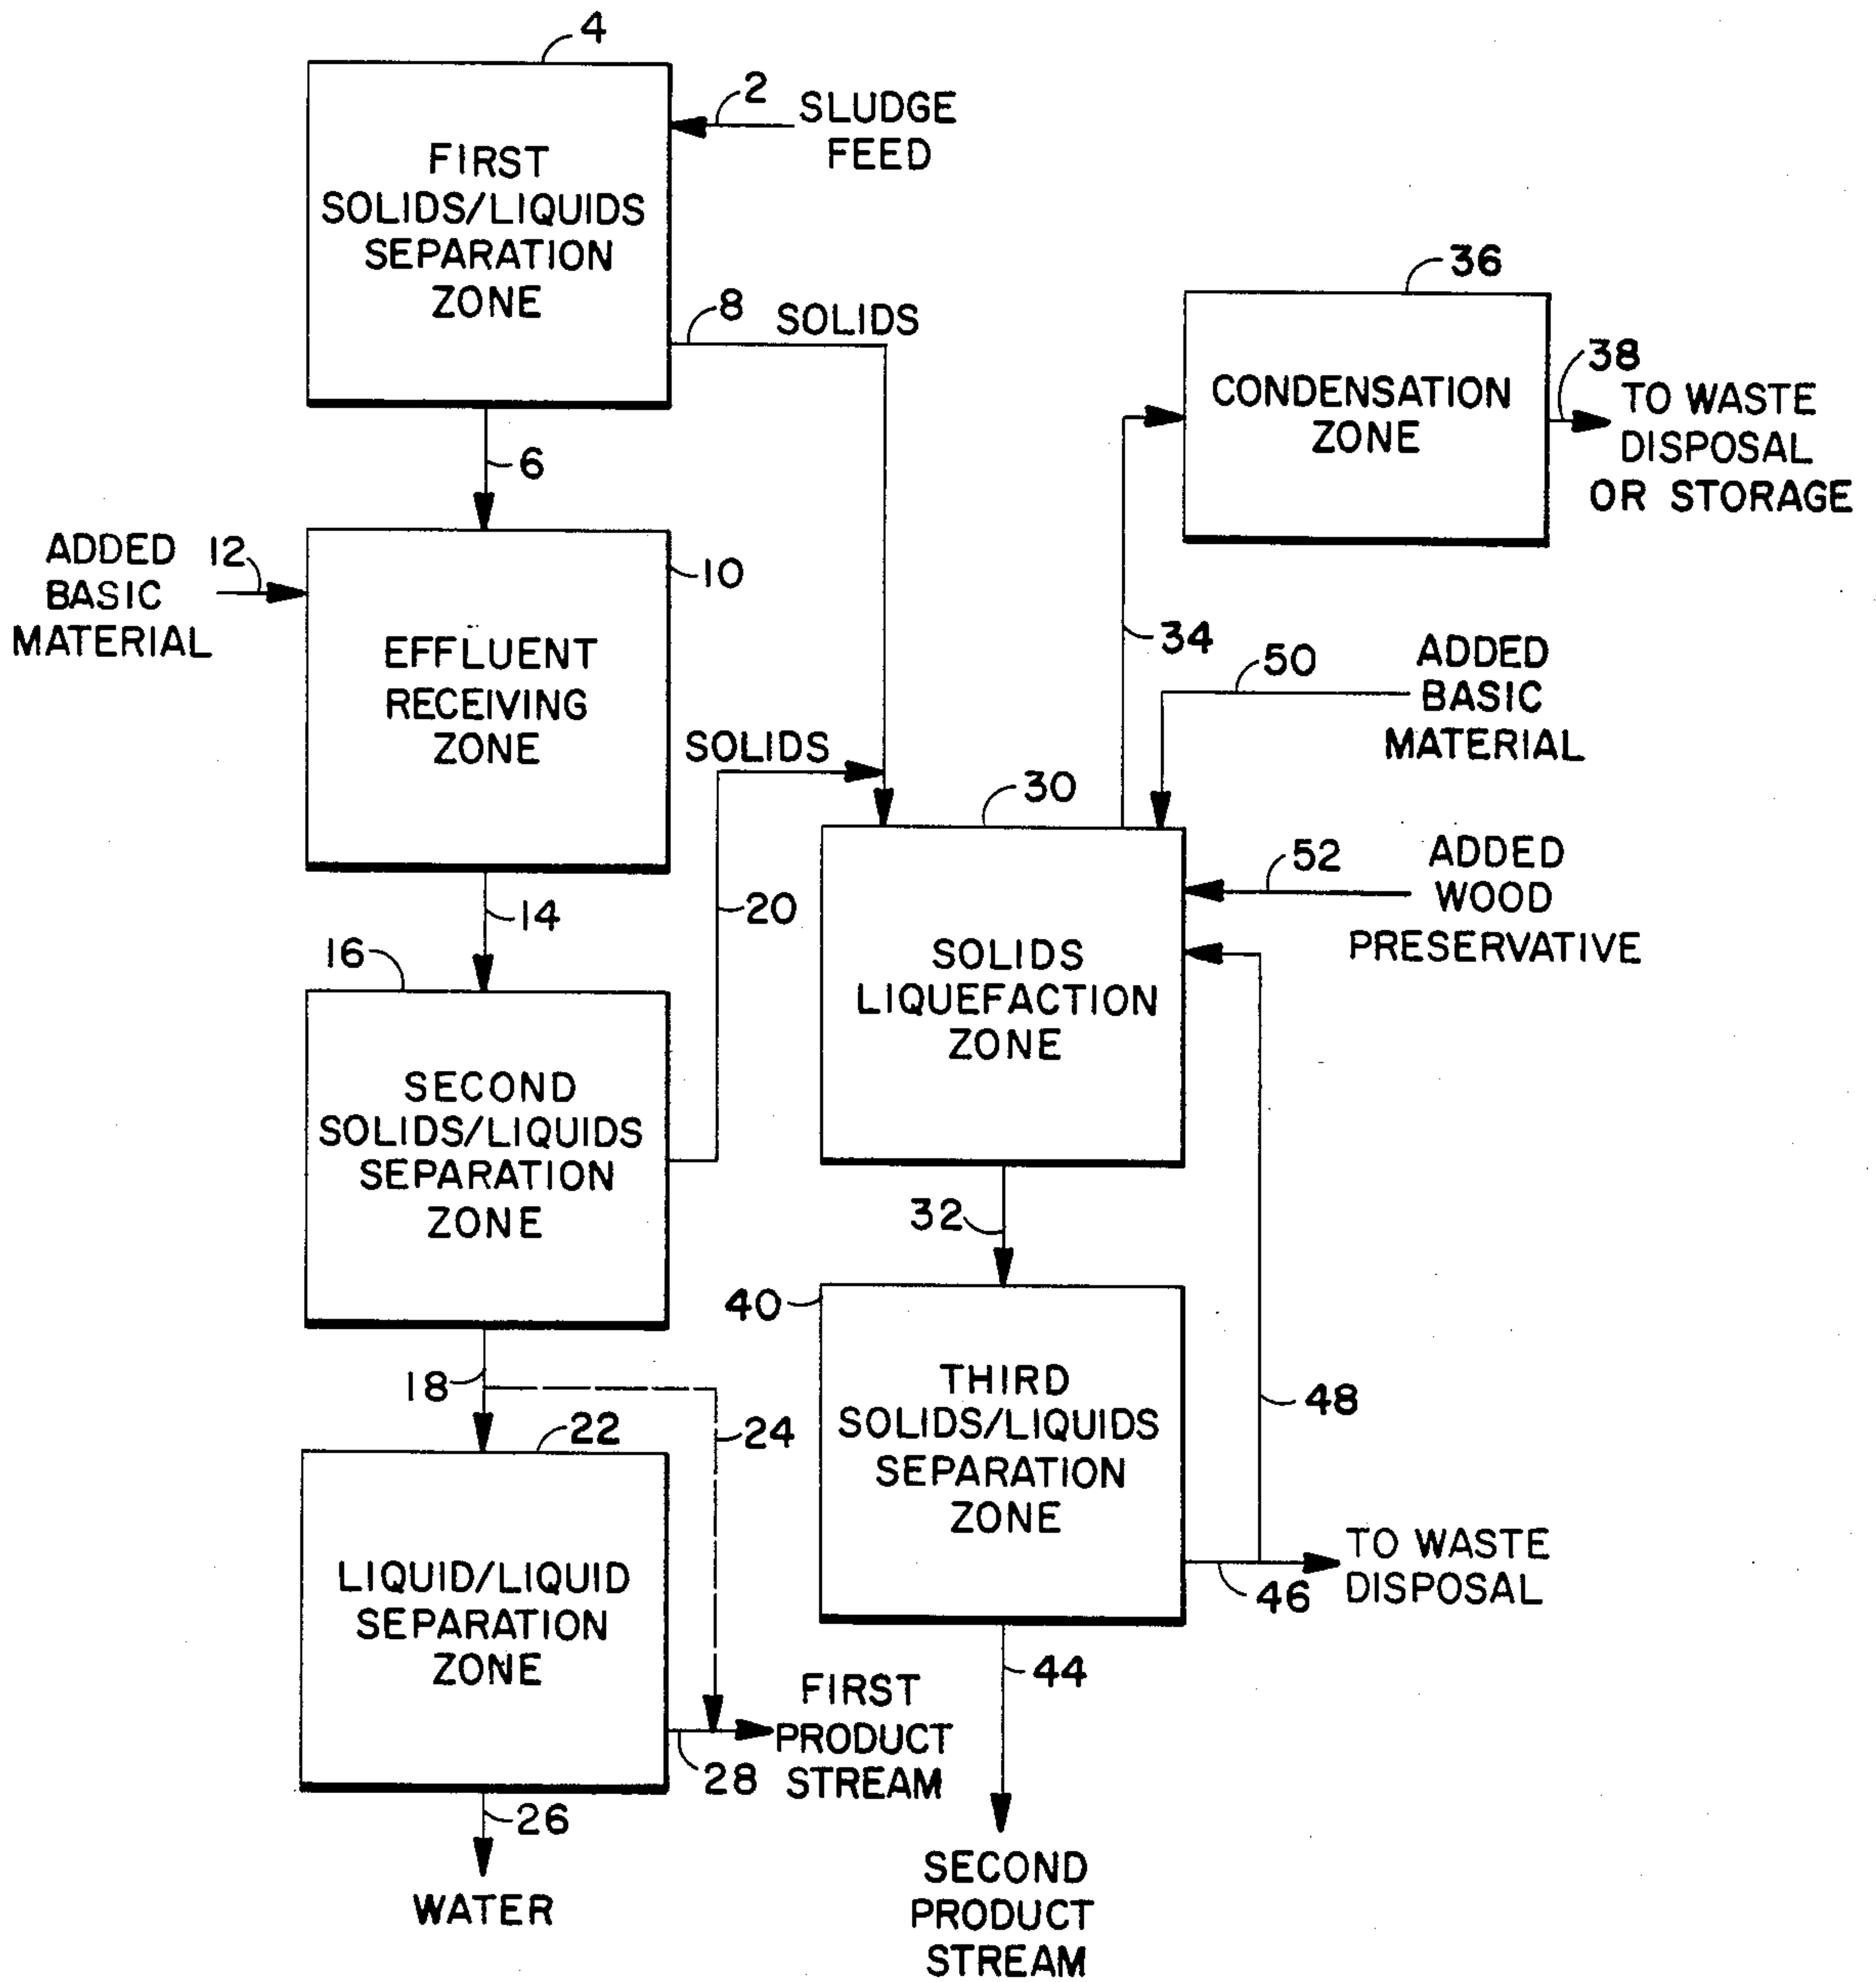 4
2
SLUDGE
FEED
FIRST
SOLIDS/LIQUIDS
SEPARATION
ZONE
8
SOLIDS
6
36
CONDENSATION
ZONE
38
TO WASTE
DISPOSAL
OR STORAGE
ADDED
BASIC
MATERIAL
12
10
EFFLUENT
RECEIVING
ZONE
34
50
ADDED
BASIC
MATERIAL
SOLIDS
30
52
ADDED
WOOD
PRESERVATIVE
14
20
16
SOLIDS
LIQUEFACTION
ZONE
SECOND
SOLIDS/LIQUIDS
SEPARATION
ZONE
32
40
18
24
22
THIRD
SOLIDS/LIQUIDS
SEPARATION
ZONE
48
LIQUID/LIQUID
SEPARATION
ZONE
46
TO WASTE
DISPOSAL
44
28
FIRST
PRODUCT
STREAM
26
WATER
SECOND
PRODUCT
STREAM